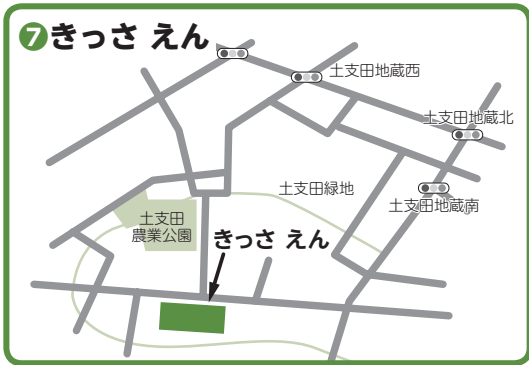 ❼きっさ えん
土支田地蔵西
土支田地蔵北
土支田緑地
土支田地蔵南
土支田
農業公園
きっさ えん